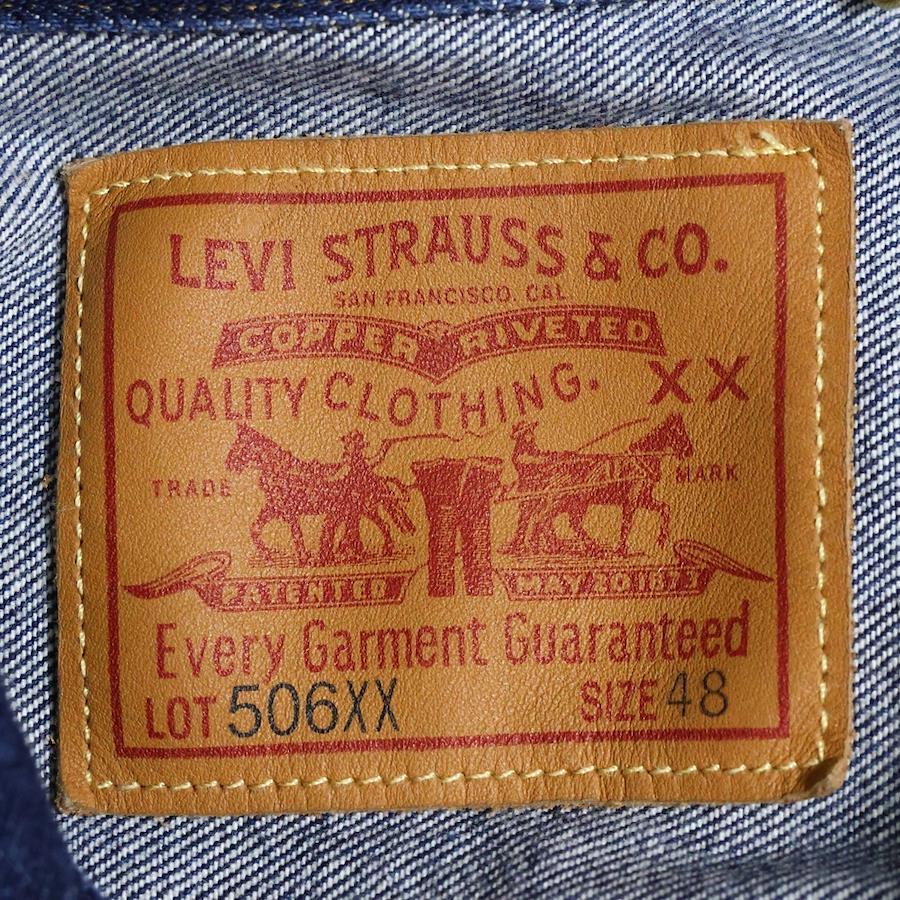 LEVI STRAUSS & CO.
SAN FRANCISCO. CAL
COPPER RIVETED
QUALITY CLOTHING. XX
TRADE MARK
PATENTED MAY 20 1873
Every Garment Guaranteed
LOT 506XX SIZE 48